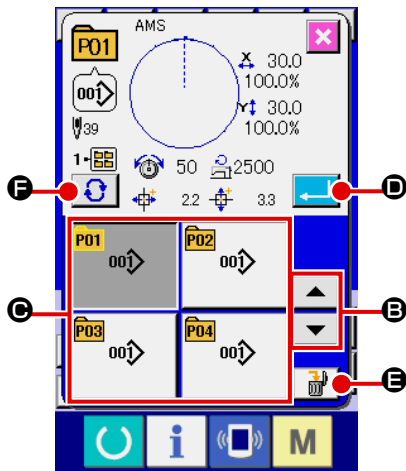 AMS
P01
X 30.0
100.0%
001
Y 30.0
100.0%
39
1-
50 2500
2.2 3.3
F
D
P01 001
P02 001
C
B
P03 001
P04 001
E
i
M